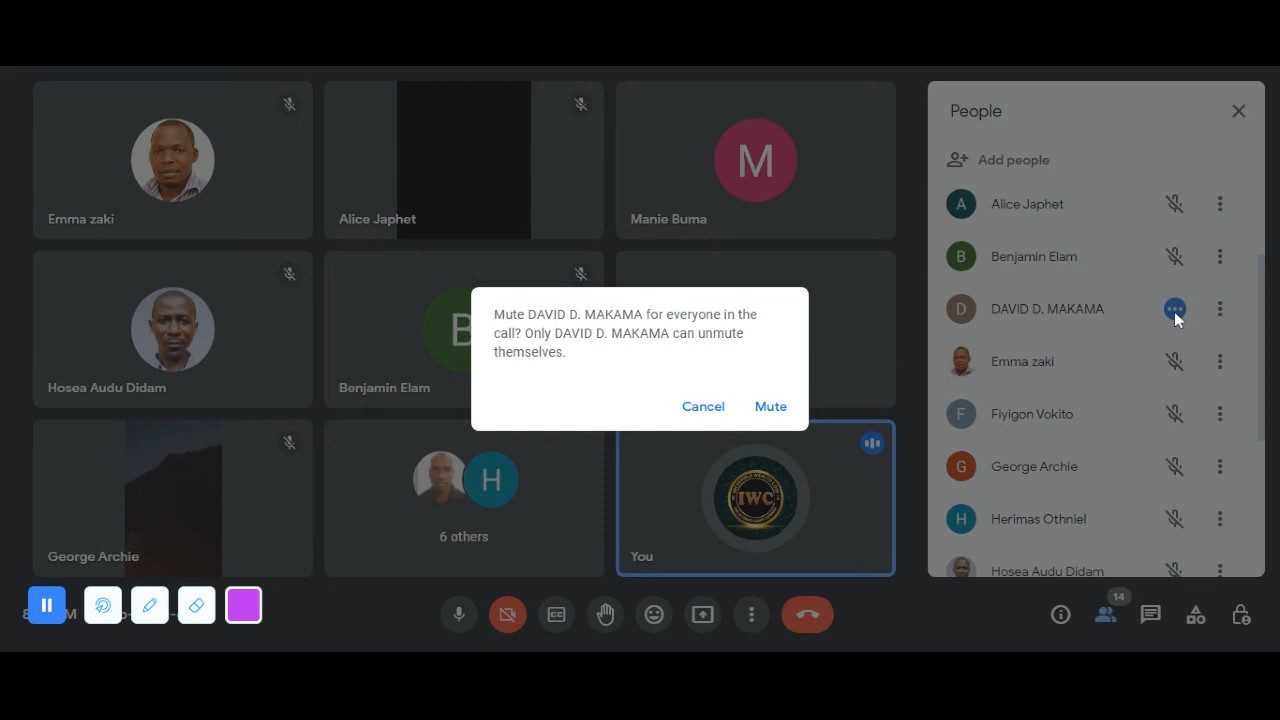 Emma zaki
Alice Japhet
M
Manie Buma
Hosea Audu Didam
B
Benjamin Elam
George Archie
H
6 others
IWC
You
Mute DAVID D. MAKAMA for everyone in the
call? Only DAVID D. MAKAMA can unmute
themselves.
Cancel
Mute
People
Add people
A Alice Japhet
B Benjamin Elam
D DAVID D. MAKAMA
Emma zaki
F Fiyigon Vokito
G George Archie
H Herimas Othniel
Hosea Audu Didam
CC
14